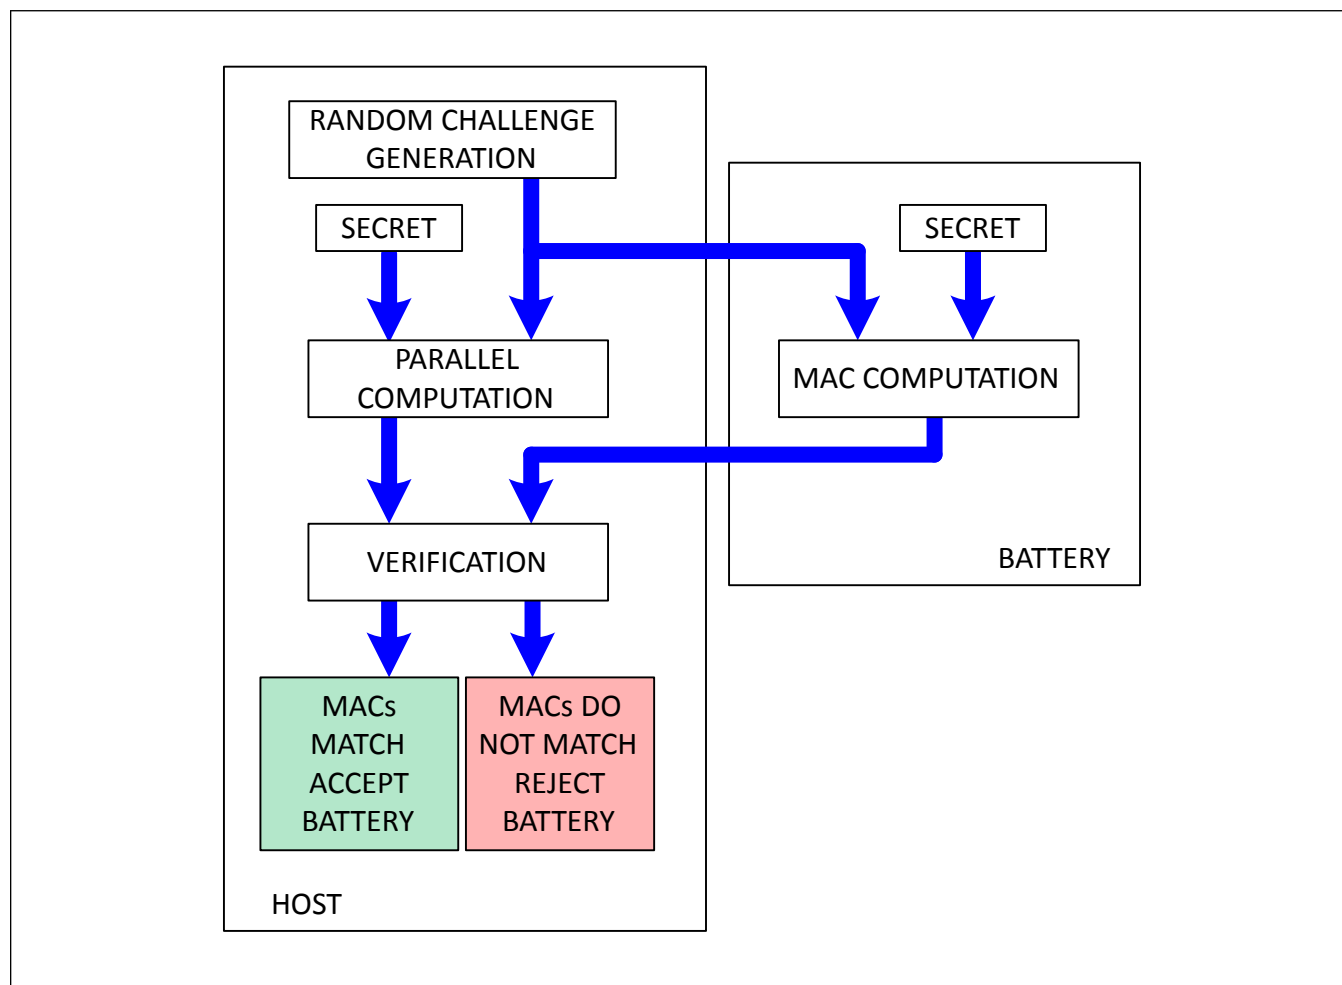 RANDOM CHALLENGE
GENERATION
SECRET
SECRET
PARALLEL
COMPUTATION
MAC COMPUTATION
VERIFICATION
BATTERY
MACs
MATCH
ACCEPT
BATTERY
MACs DO
NOT MATCH
REJECT
BATTERY
HOST